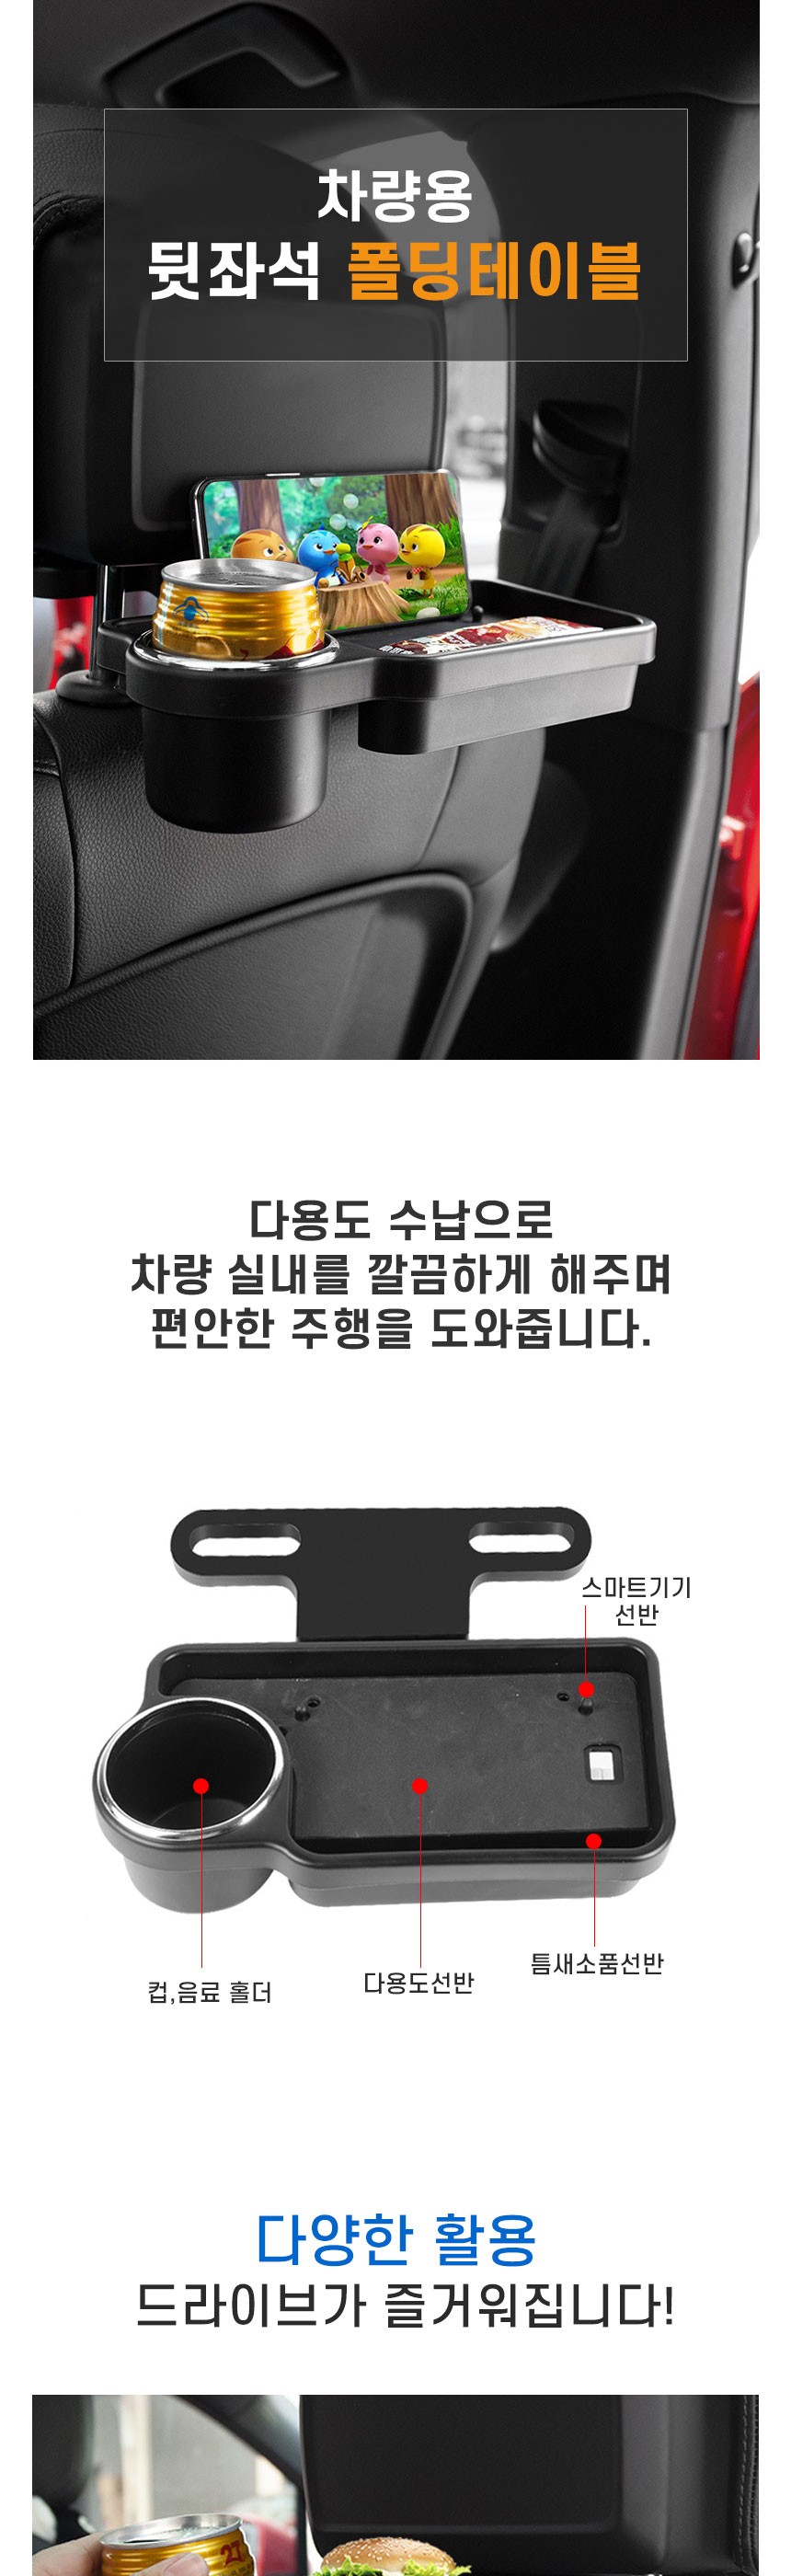 차량용
뒷좌석 폴딩테이블
다용도 수납으로
차량 실내를 깔끔하게 해주며
편안한 주행을 도와줍니다.
스마트기기
선반
컵,음료 홀더
다용도선반
틈새소품선반
다양한 활용
드라이브가 즐거워집니다!
27